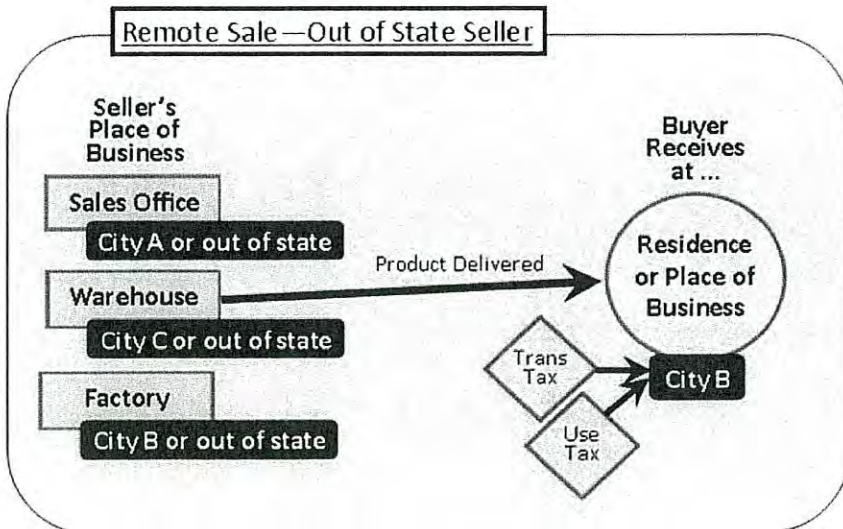 Remote Sale—Out of State Seller
Seller's
Place of
Business
Sales Office
City A or out of state
Warehouse
City C or out of state
Factory
City B or out of state
Product Delivered
Buyer
Receives
at ...
Residence
or Place of
Business
City B
Trans
Tax
Use
Tax